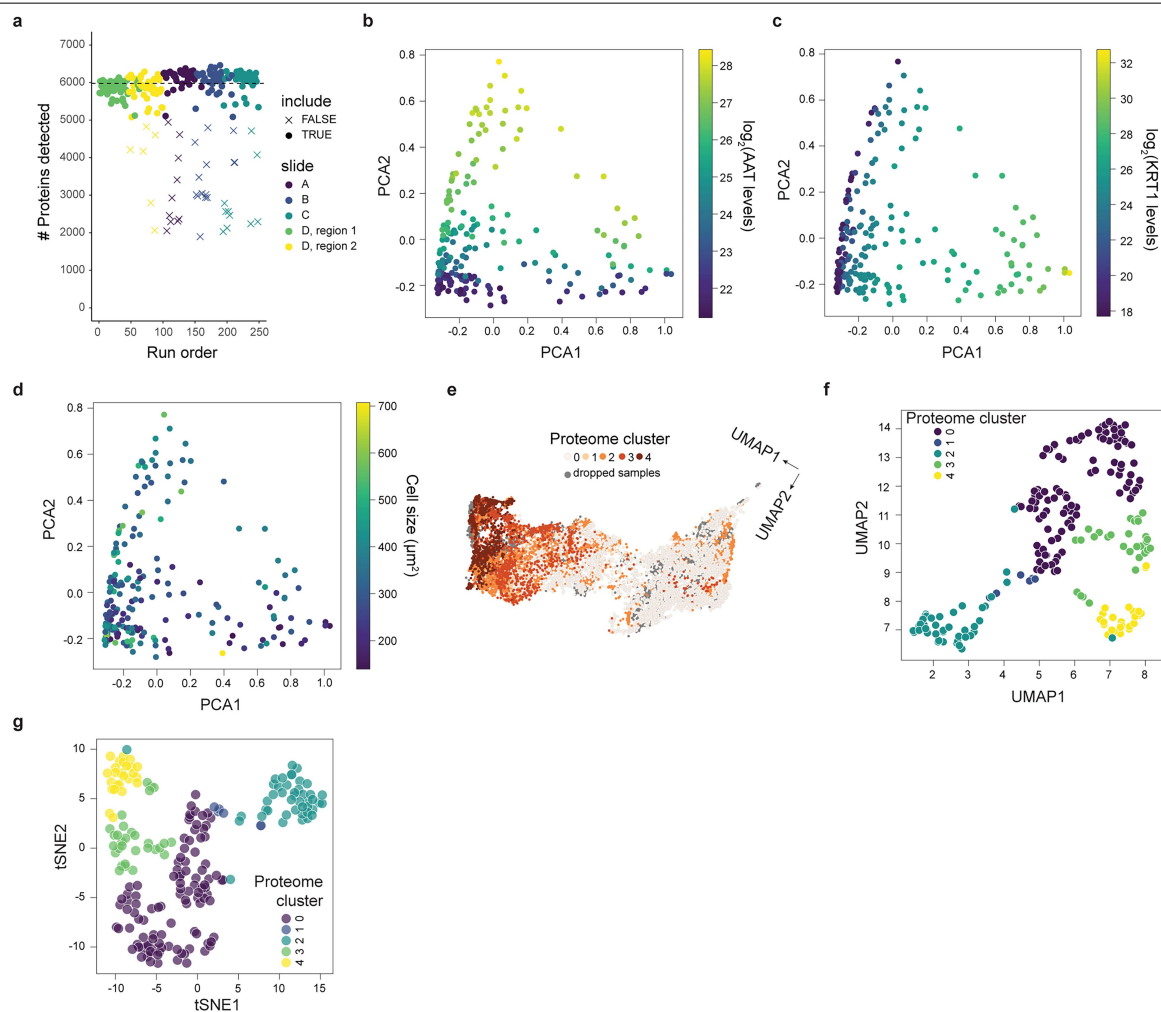 a
7000
6000
5000
4000
3000
2000
1000
0
# Proteins detected
0 50 100 150 200 250
Run order
include
FALSE
TRUE
slide
A
B
C
D, region 1
D, region 2
b
0.8
0.6
0.4
0.2
0.0
-0.2
PCA2
-0.2 0.0 0.2 0.4 0.6 0.8 1.0
PCA1
28
27
26
25
24
23
22
log2(AAT levels)
c
0.8
0.6
0.4
0.2
0.0
-0.2
PCA2
-0.2 0.0 0.2 0.4 0.6 0.8 1.0
PCA1
32
30
28
26
24
22
20
18
log2(KRT1 levels)
d
0.8
0.6
0.4
0.2
0.0
-0.2
PCA2
-0.2 0.0 0.2 0.4 0.6 0.8 1.0
PCA1
700
600
500
400
300
200
Cell size (µm2)
e
Proteome cluster
0 1 2 3 4
dropped samples
UMAP1
UMAP2
f
Proteome cluster
4 3 2 1 0
14
13
12
11
10
9
8
7
UMAP2
2 3 4 5 6 7 8
UMAP1
g
10
5
0
-5
-10
tSNE2
-10 -5 0 5 10 15
tSNE1
Proteome
cluster
4 3 2 1 0